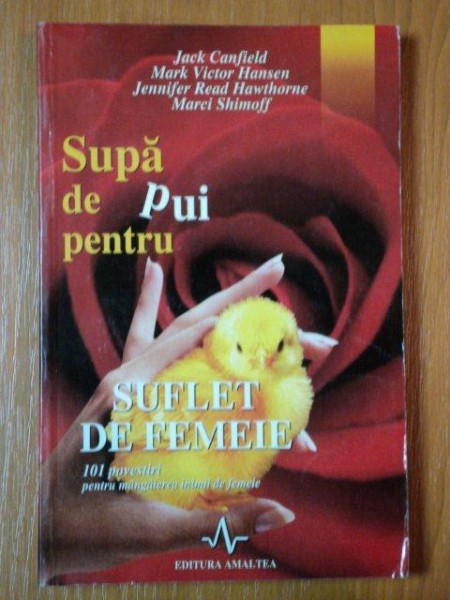 Jack Canfield
Mark Victor Hansen
Jennifer Read Hawthorne
Marci Shimoff
Supă
de pui
pentru
SUFLET
DE FEMEIE
101 povestiri
pentru mângâierea inimii de femeie
EDITURA AMALTEA